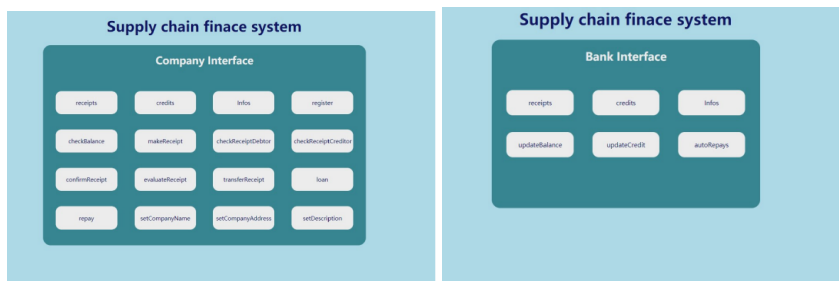 Supply chain finace system
Company Interface
receipts credits Infos register
checkBalance makeReceipt checkReceiptDebtor checkReceiptCreditor
confirmReceipt evaluateReceipt transferReceipt loan
repay setCompanyName setCompanyAddress setDescription
Supply chain finace system
Bank Interface
receipts credits Infos
updateBalance updateCredit autoRepays